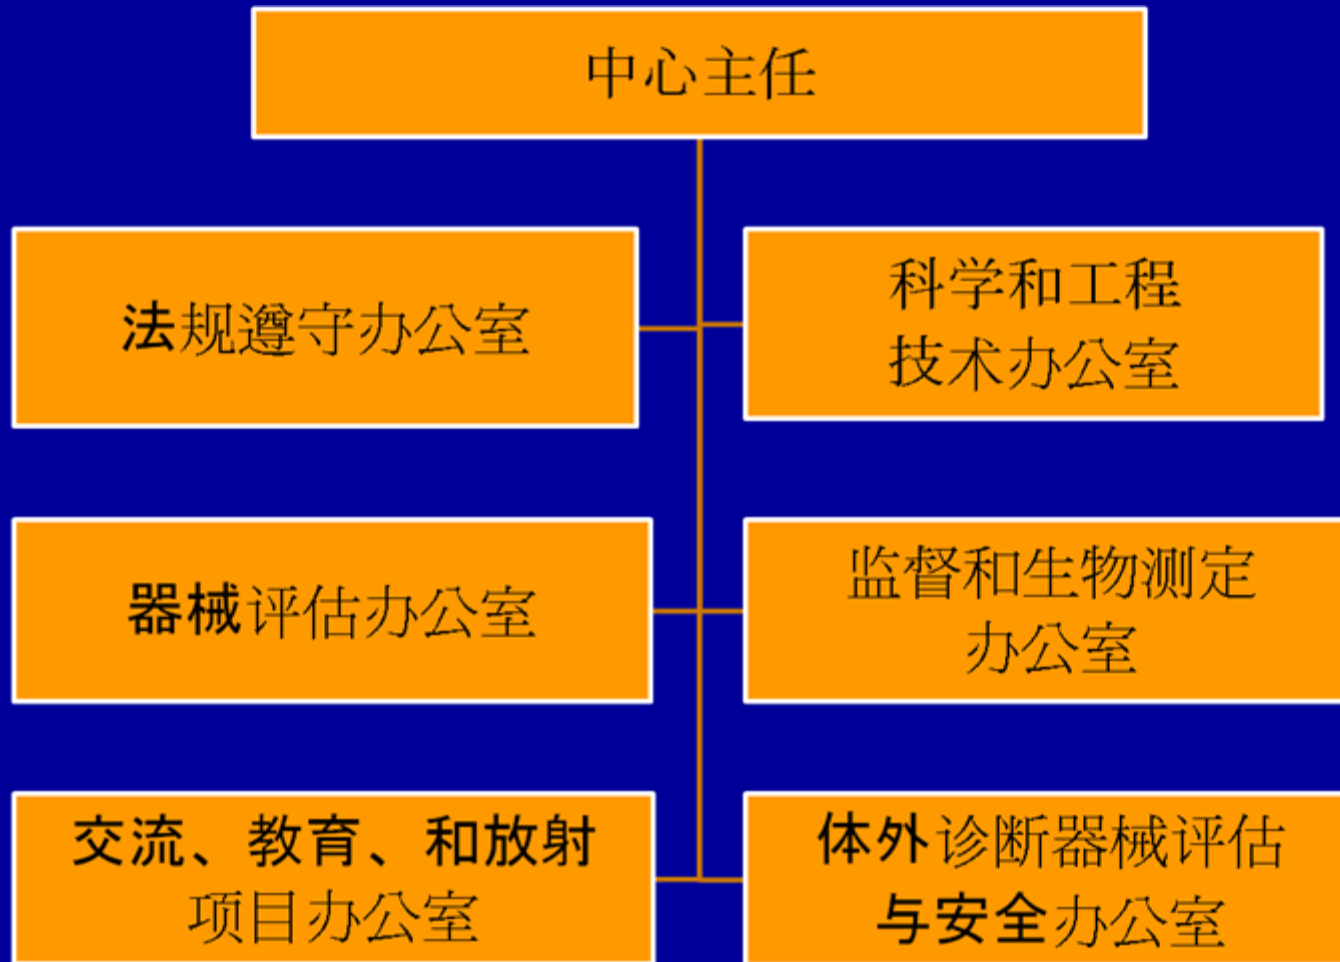 中心主任
法规遵守办公室
科学和工程
技术办公室
器械评估办公室
监督和生物测定
办公室
交流、教育、和放射
项目办公室
体外诊断器械评估
与安全办公室